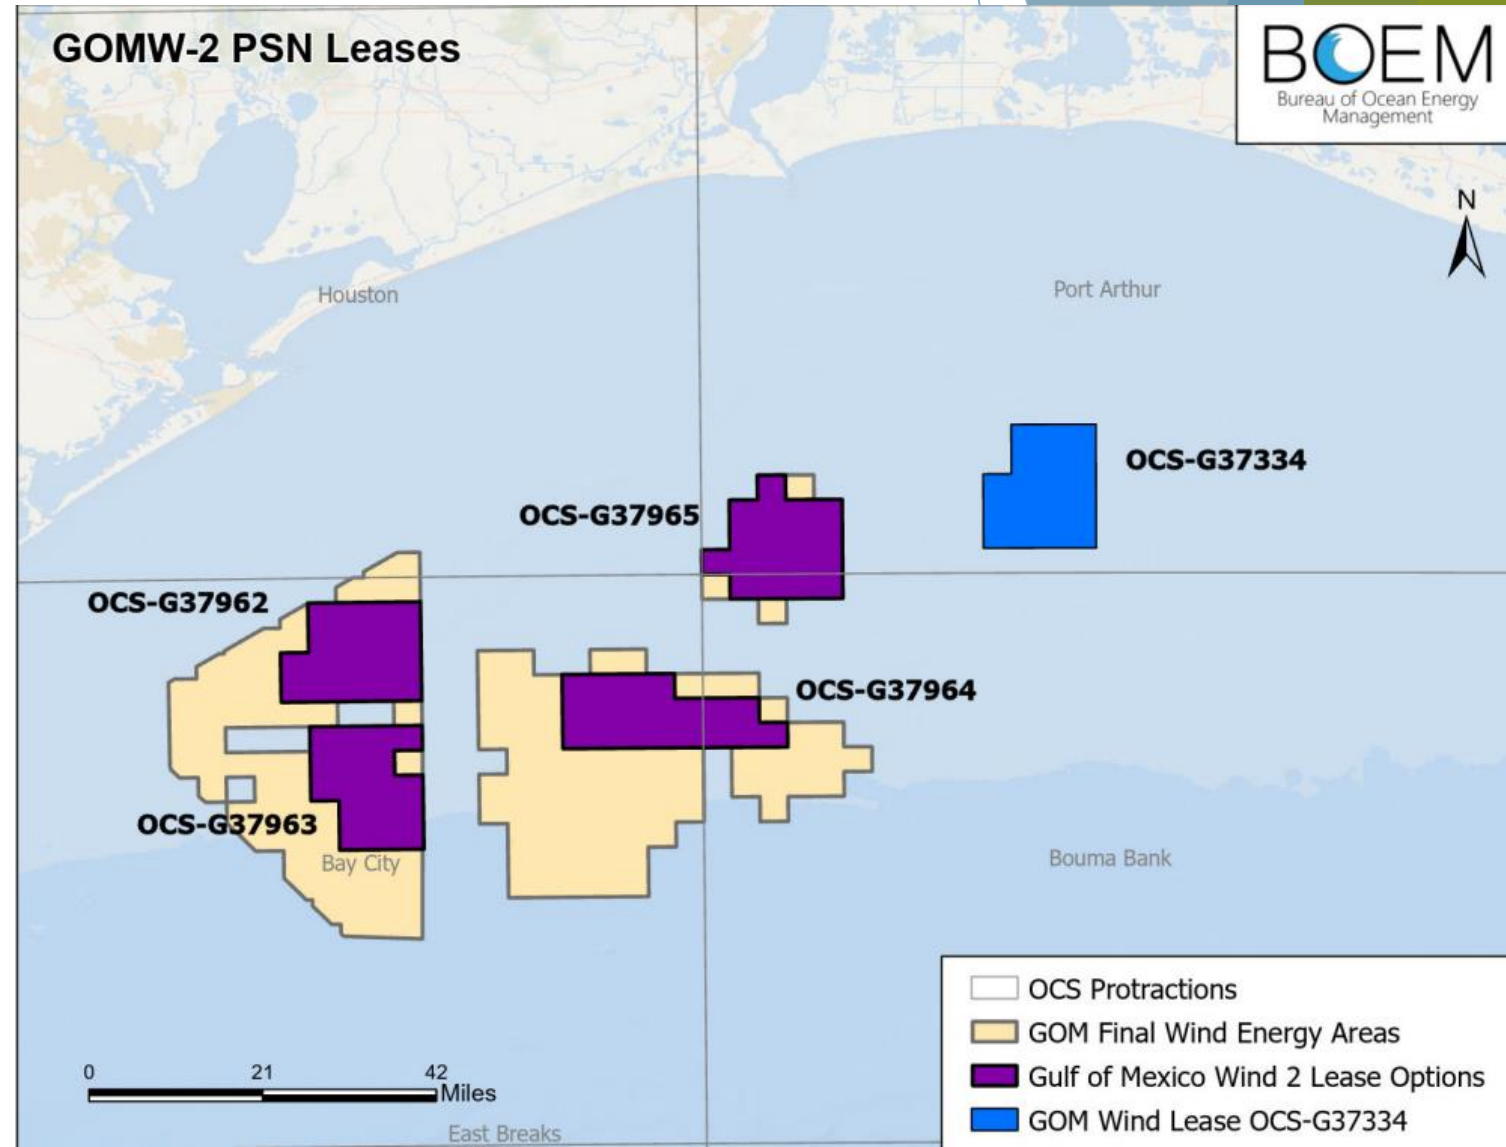 GOMW-2 PSN Leases
BOEM
Bureau of Ocean Energy
Management
N
Houston
Port Arthur
OCS-G37334
OCS-G37965
OCS-G37962
OCS-G37964
OCS-G37963
Bay City
Bouma Bank
OCS Protractions
GOM Final Wind Energy Areas
Gulf of Mexico Wind 2 Lease Options
GOM Wind Lease OCS-G37334
0 21 42
Miles
East Breaks